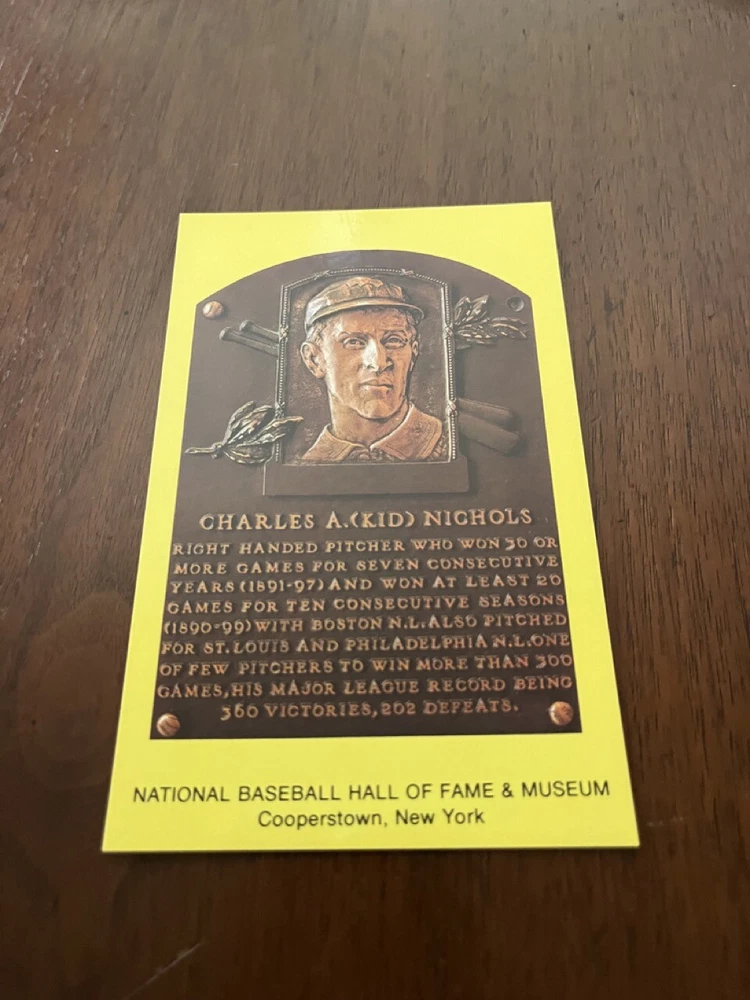 CHARLES A.(KID) NICHOLS
RIGHT HANDED PITCHER WHO WON 30 OR
MORE GAMES FOR SEVEN CONSECUTIVE
YEARS (1891-97) AND WON AT LEAST 20
GAMES FOR TEN CONSECUTIVE SEASONS
(1890-99) WITH BOSTON N.L. ALSO PITCHED
FOR ST. LOUIS AND PHILADELPHIA N.L. ONE
OF FEW PITCHERS TO WIN MORE THAN 300
GAMES, HIS MAJOR LEAGUE RECORD BEING
360 VICTORIES, 202 DEFEATS.
NATIONAL BASEBALL HALL OF FAME & MUSEUM
Cooperstown, New York